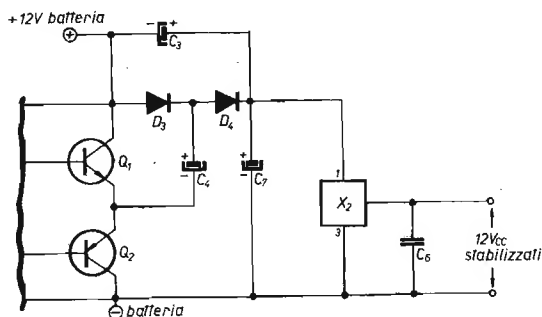 +12V batteria
- +
C3
D3
D4
Q1
+
-
C4
+
-
C7
1
X2
3
C6
12Vcc
stabilizzati
Q2
batteria